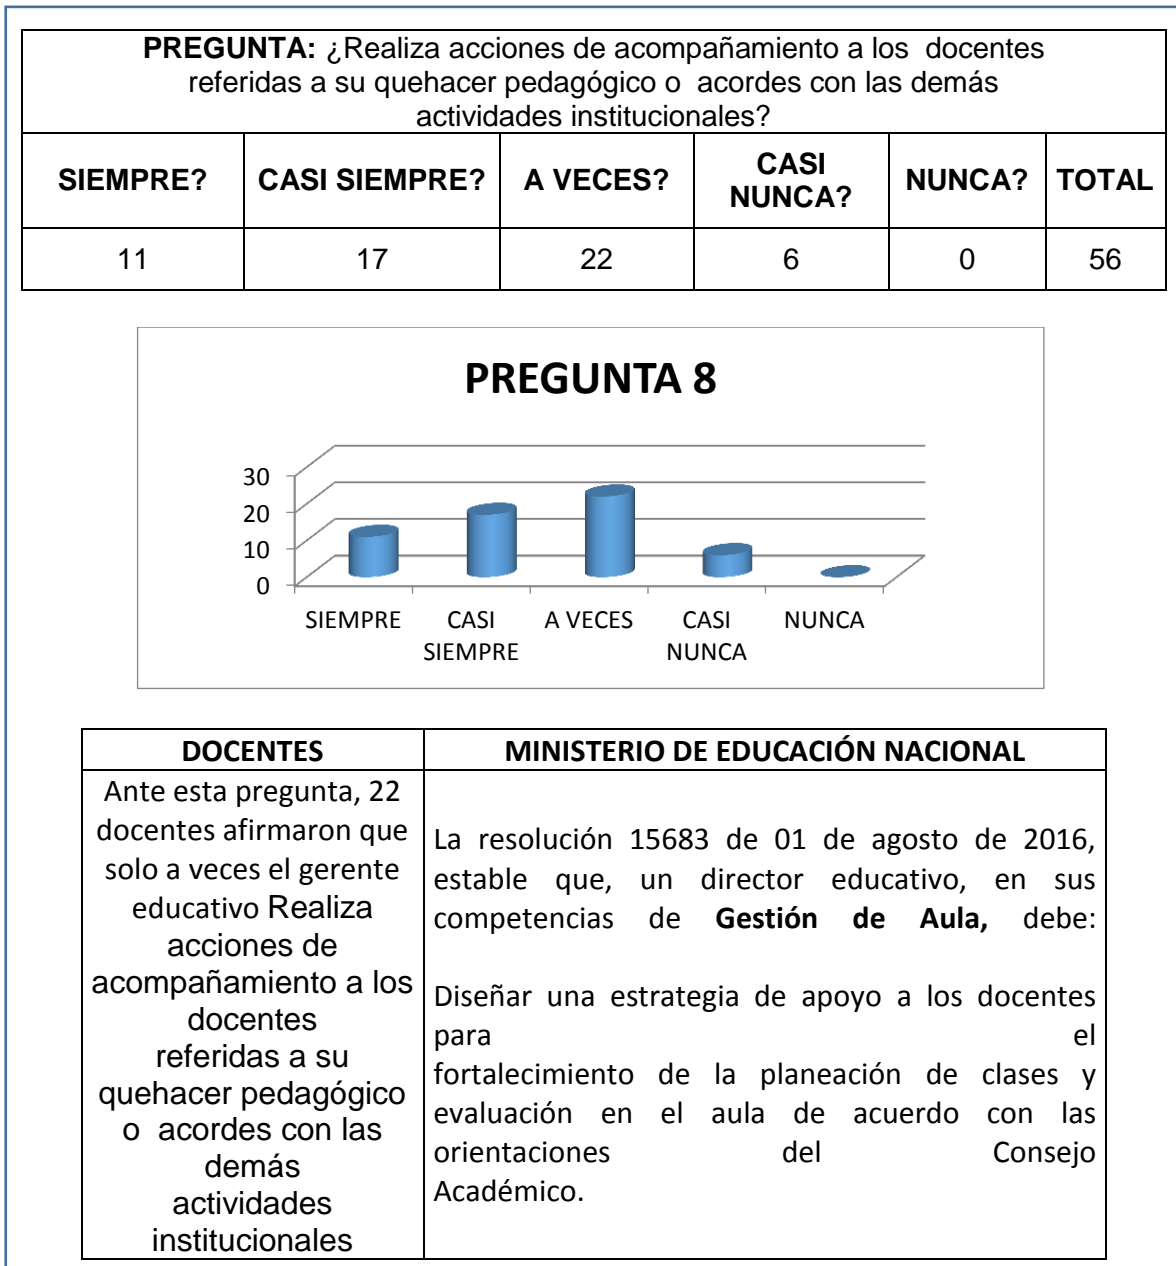 PREGUNTA: ¿Realiza acciones de acompañamiento a los docentes
referidas a su quehacer pedagógico o acordes con las demás
actividades institucionales?
SIEMPRE? CASI SIEMPRE? A VECES? CASI NUNCA? NUNCA? TOTAL
11 17 22 6 0 56
PREGUNTA 8
30
20
10
0
SIEMPRE CASI SIEMPRE A VECES CASI NUNCA NUNCA
DOCENTES
Ante esta pregunta, 22
docentes afirmaron que
solo a veces el gerente
educativo Realiza
acciones de
acompañamiento a los
docentes
referidas a su
quehacer pedagógico
o acordes con las
demás
actividades
institucionales
MINISTERIO DE EDUCACIÓN NACIONAL
La resolución 15683 de 01 de agosto de 2016,
estable que, un director educativo, en sus
competencias de Gestión de Aula, debe:
Diseñar una estrategia de apoyo a los docentes
para el
fortalecimiento de la planeación de clases y
evaluación en el aula de acuerdo con las
orientaciones del Consejo
Académico.